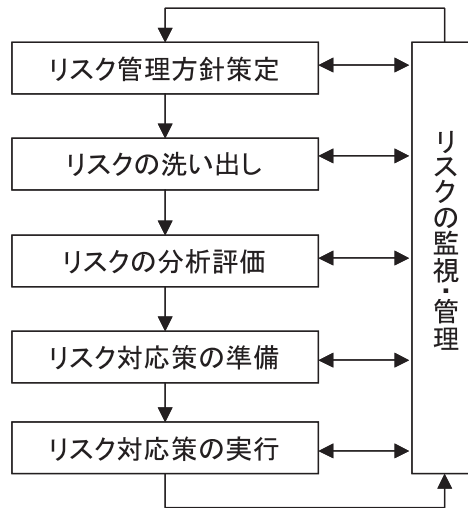 リスク管理方針策定
リスクの洗い出し
リスクの分析評価
リスク対応策の準備
リスク対応策の実行
リスクの監視・管理